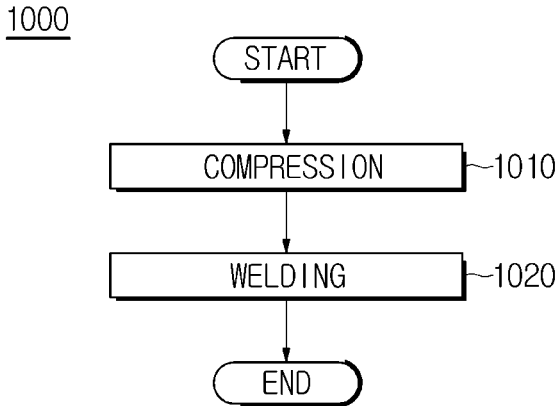 1000
START
COMPRESSION
1010
WELDING
1020
END